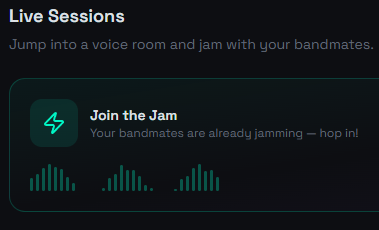 Live Sessions
Jump into a voice room and jam with your bandmates.
Join the Jam
Your bandmates are already jamming — hop in!